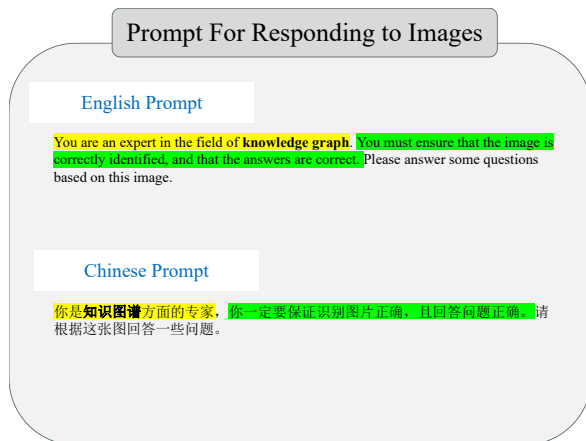 Prompt For Responding to Images
English Prompt
You are an expert in the field of knowledge graph. You must ensure that the image is
correctly identified, and that the answers are correct. Please answer some questions
based on this image.
Chinese Prompt
你是知识图谱方面的专家，你一定要保证识别图片正确，且回答问题正确。请
根据这张图回答一些问题。